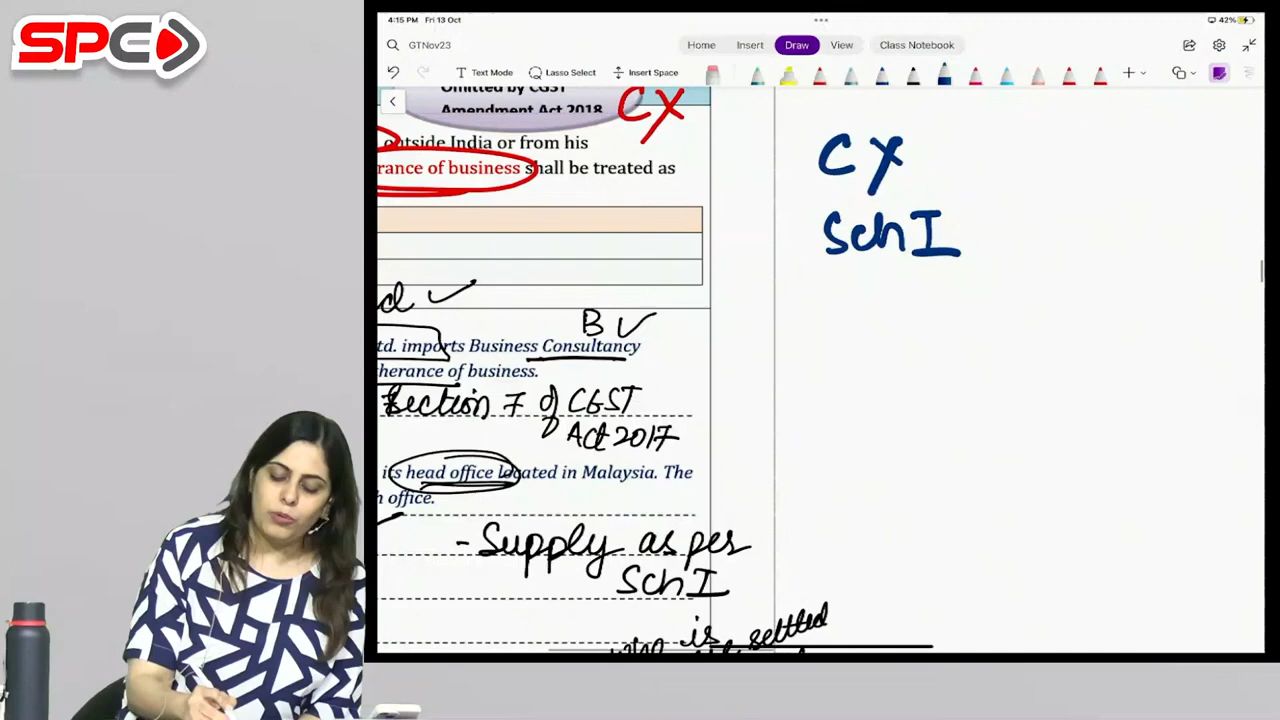 SPC
4:15 PM Fri 13 Oct
42%
GTNov23
Home Insert Draw View Class Notebook
Text Mode Lasso Select Insert Space
Omitted by CGST
Amendment Act 2018
CX
outside India or from his
rance of business shall be treated as
CX
Sch I
B ✓
td. imports Business Consultancy
herance of business.
Section 7 of CGST
Act 2017
its head office located in Malaysia. The
h office.
- Supply as per
Sch I
is settled